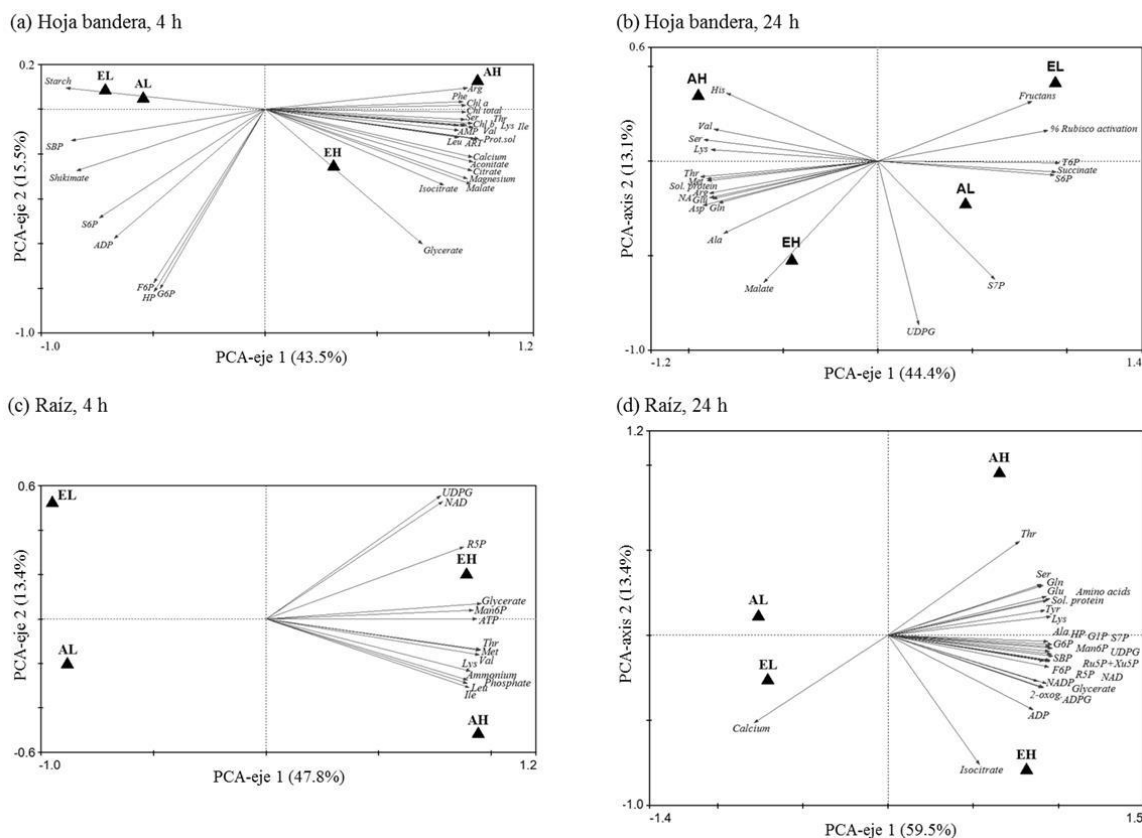 (a) Hoja bandera, 4 h
0.2
Starch
EL
AL
AH
Arg
Phe
Chl a
Chl total
Ser Thr
Chl b Lys Ile
AMP Val
Leu ART Prot.sol
Calcium
Aconitate
Citrate
Magnesium
Isocitrate Malate
EH
SBP
Shikimate
S6P
ADP
Glycerate
F6P
HP G6P
PCA-eje 2 (15.5%)
-1.0
-1.0
1.2
PCA-eje 1 (43.5%)
(b) Hoja bandera, 24 h
0.6
AH
His
EL
Fructans
Val
Ser
Lys
% Rubisco activation
T6P
Succinate
S6P
Thr
Met
Sol. protein
Arg
NA
Glu
Asp Gln
AL
Ala
EH
Malate
S7P
UDPG
PCA-axis 2 (13.1%)
-1.0
-1.2
1.4
PCA-eje 1 (44.4%)
(c) Raíz, 4 h
0.6
EL
UDPG
NAD
R5P
EH
Glycerate
Man6P
ATP
Thr
Met
Lys Val
Ammonium
Phosphate
Leu
Ile
AL
AH
PCA-eje 2 (13.4%)
-0.6
-1.0
1.2
PCA-eje 1 (47.8%)
(d) Raíz, 24 h
1.2
AH
Thr
Ser
Gln
Glu Amino acids
Sol. protein
Tyr
Lys
AL
Ala HP G1P S7P
G6P Man6P UDPG
SBP Ru5P+Xu5P
F6P R5P NAD
NADP Glycerate
2-oxog. ADPG
ADP
EL
Calcium
Isocitrate
EH
PCA-axis 2 (13.4%)
-1.0
-1.4
1.5
PCA-eje 1 (59.5%)